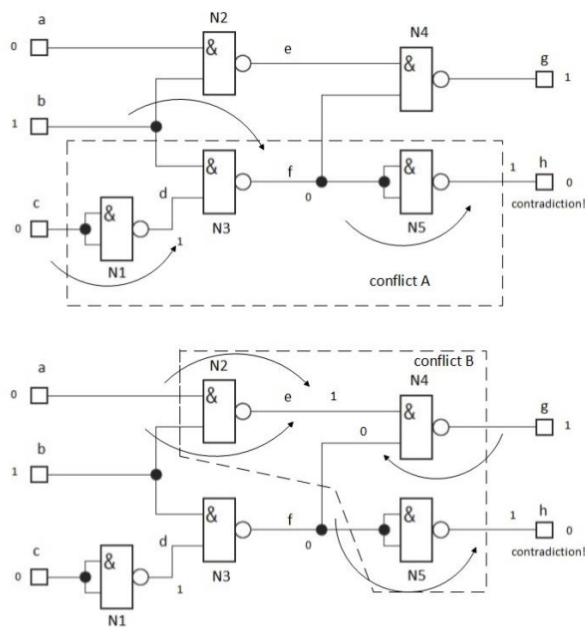 a
N2
N4
0
&
e
&
g
1
b
1
&
f
&
1
h
0
c
d
0
0
contradiction!
&
N3
N5
1
N1
conflict A
a
N2
conflict B
N4
0
&
e
1
&
g
1
b
0
1
&
f
&
1
h
0
c
d
0
contradiction!
0
&
N3
N5
N1
1